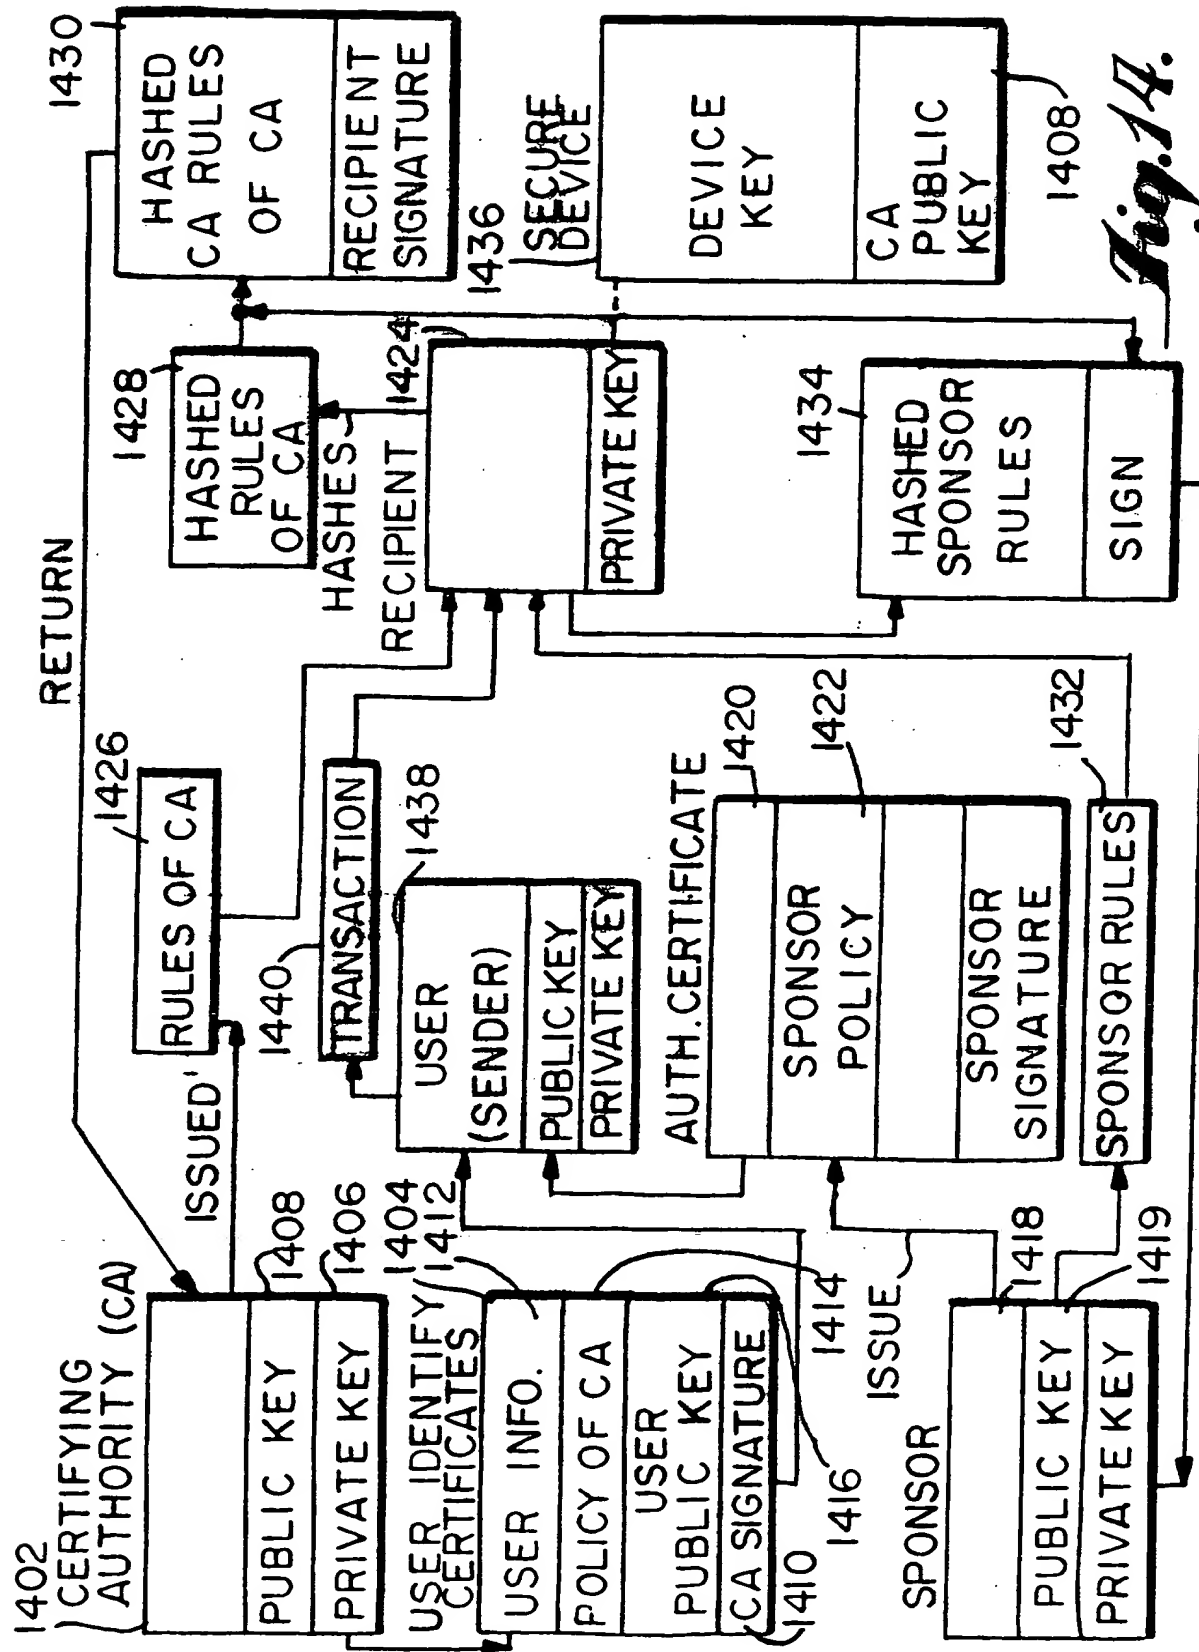 1402
CERTIFYING
AUTHORITY (CA)
PUBLIC KEY
1408
PRIVATE KEY
1406
RETURN
ISSUED'
1426
RULES OF CA
1428
HASHED
RULES
OF CA
HASHES
1430
HASHED
CA RULES
OF CA
RECIPIENT
SIGNATURE
USER IDENTIFY
CERTIFICATES
1404
1412
USER INFO.
POLICY OF CA
1414
USER
PUBLIC KEY
1416
CA SIGNATURE
1410
1440
TRANSACTION
1438
USER
(SENDER)
PUBLIC KEY
PRIVATE KEY
RECIPIENT
1424
PRIVATE KEY
1436
SECURE
DEVICE
DEVICE
KEY
CA
PUBLIC
KEY
1408
ISSUE
AUTH.CERTIFICATE
1420
SPONSOR
POLICY
1422
SPONSOR
SIGNATURE
SPONSOR
1418
PUBLIC KEY
1419
PRIVATE KEY
SPONSOR RULES
1432
1434
HASHED
SPONSOR
RULES
SIGN
Fig.14.